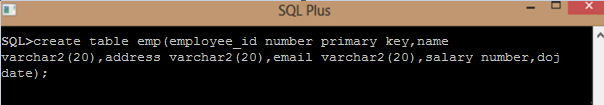 SQL Plus
SQL>create table emp(employee_id number primary key,name
varchar2(20),address varchar2(20),email varchar2(20),salary number,doj
date);